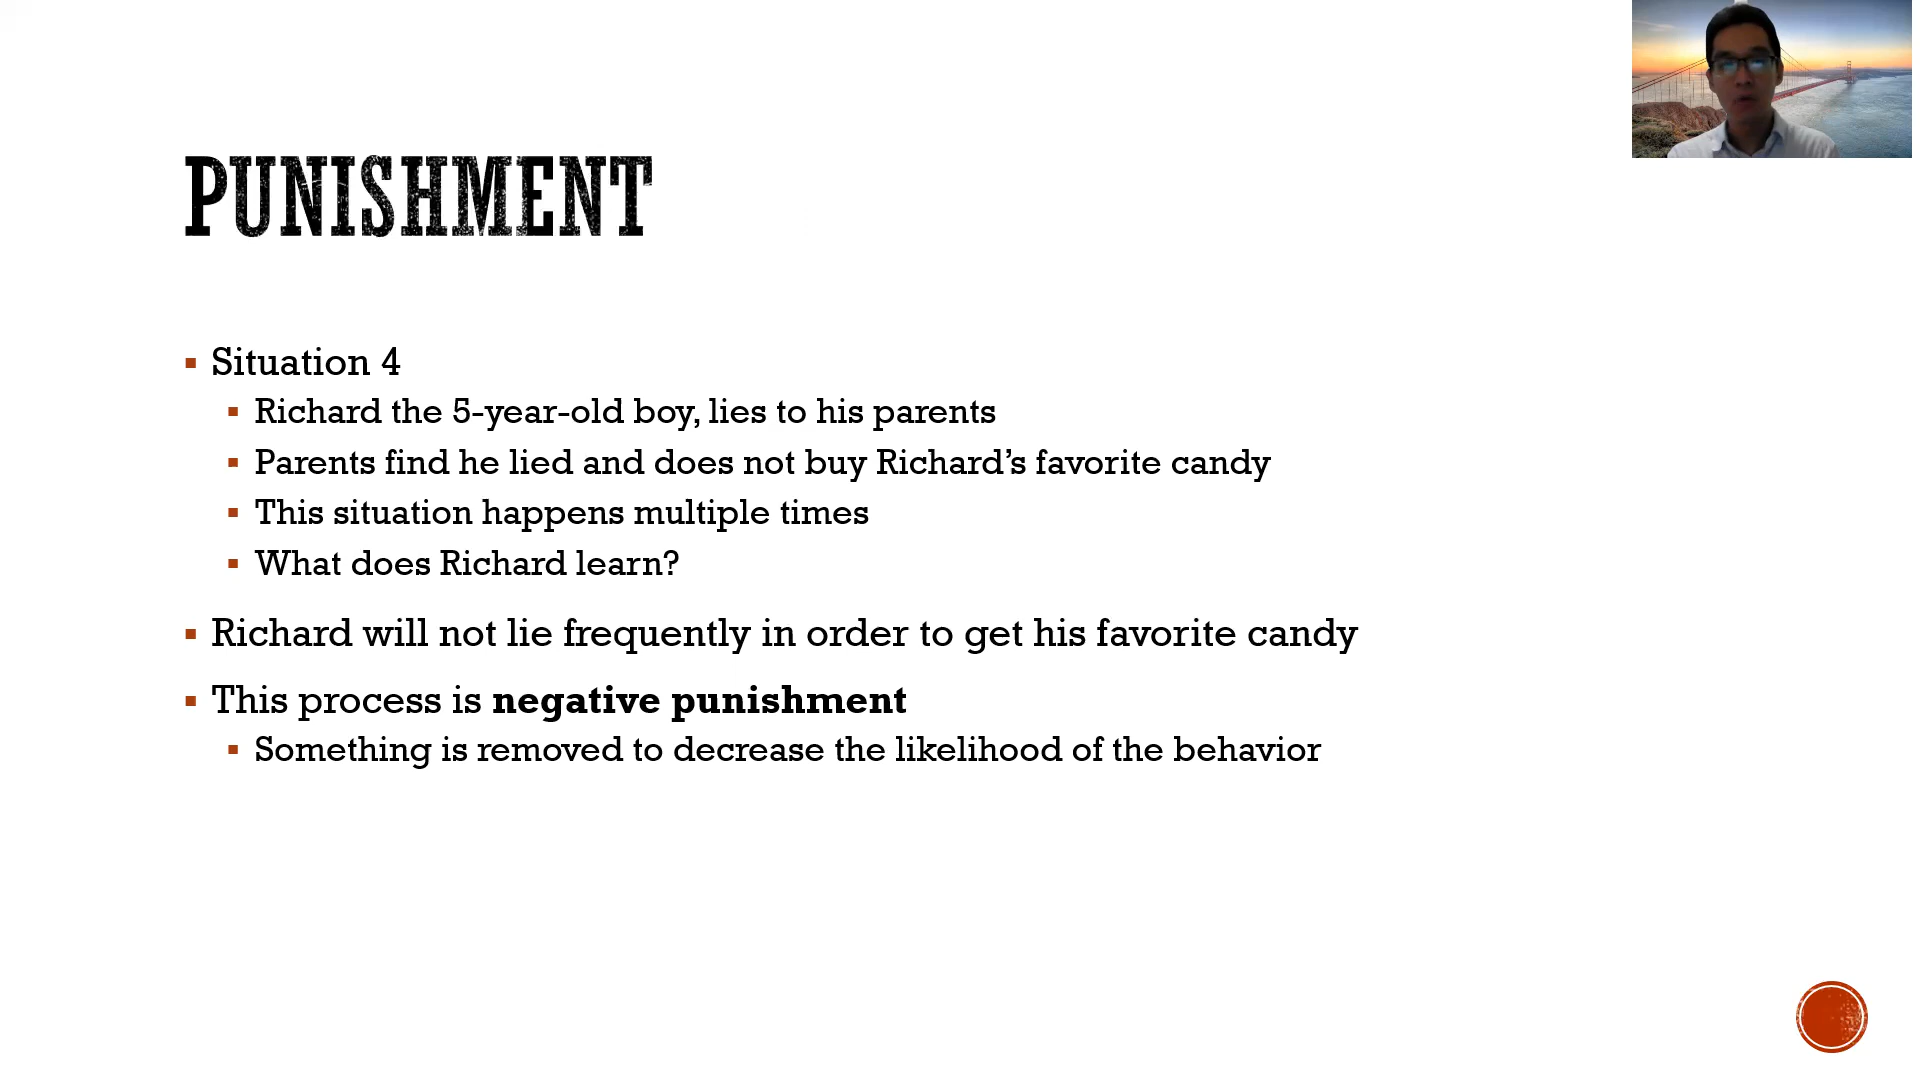 PUNISHMENT
Situation 4
Richard the 5-year-old boy, lies to his parents
Parents find he lied and does not buy Richard’s favorite candy
This situation happens multiple times
What does Richard learn?
Richard will not lie frequently in order to get his favorite candy
This process is negative punishment
Something is removed to decrease the likelihood of the behavior